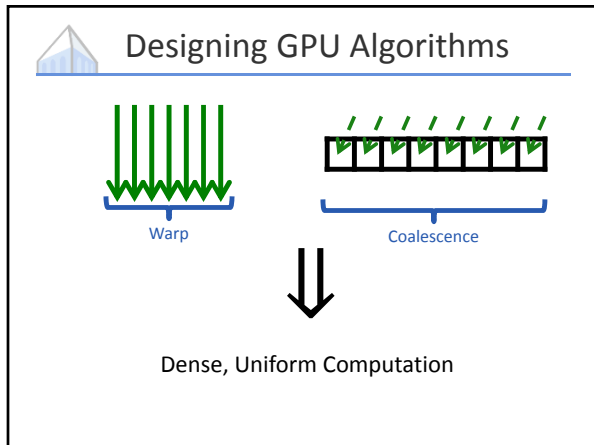 Designing GPU Algorithms
Warp
Coalescence
Dense, Uniform Computation